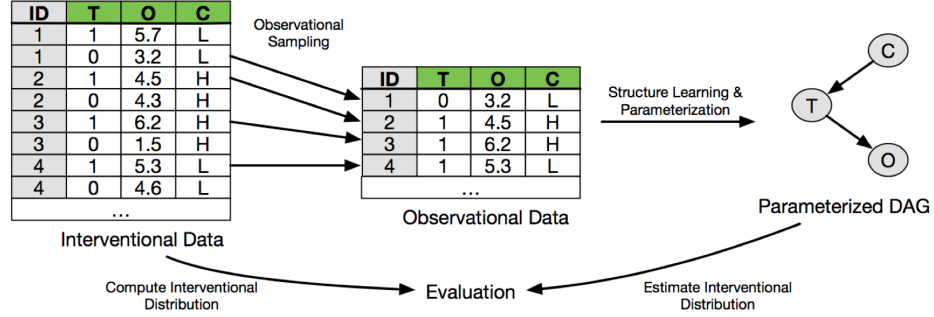 ID T O C
1 1 5.7 L
1 0 3.2 L
2 1 4.5 H
2 0 4.3 H
3 1 6.2 H
3 0 1.5 H
4 1 5.3 L
4 0 4.6 L
...
Interventional Data
Observational
Sampling
ID T O C
1 0 3.2 L
2 1 4.5 H
3 1 6.2 H
4 1 5.3 L
...
Observational Data
Structure Learning &
Parameterization
C
T
O
Parameterized DAG
Compute Interventional
Distribution
Evaluation
Estimate Interventional
Distribution